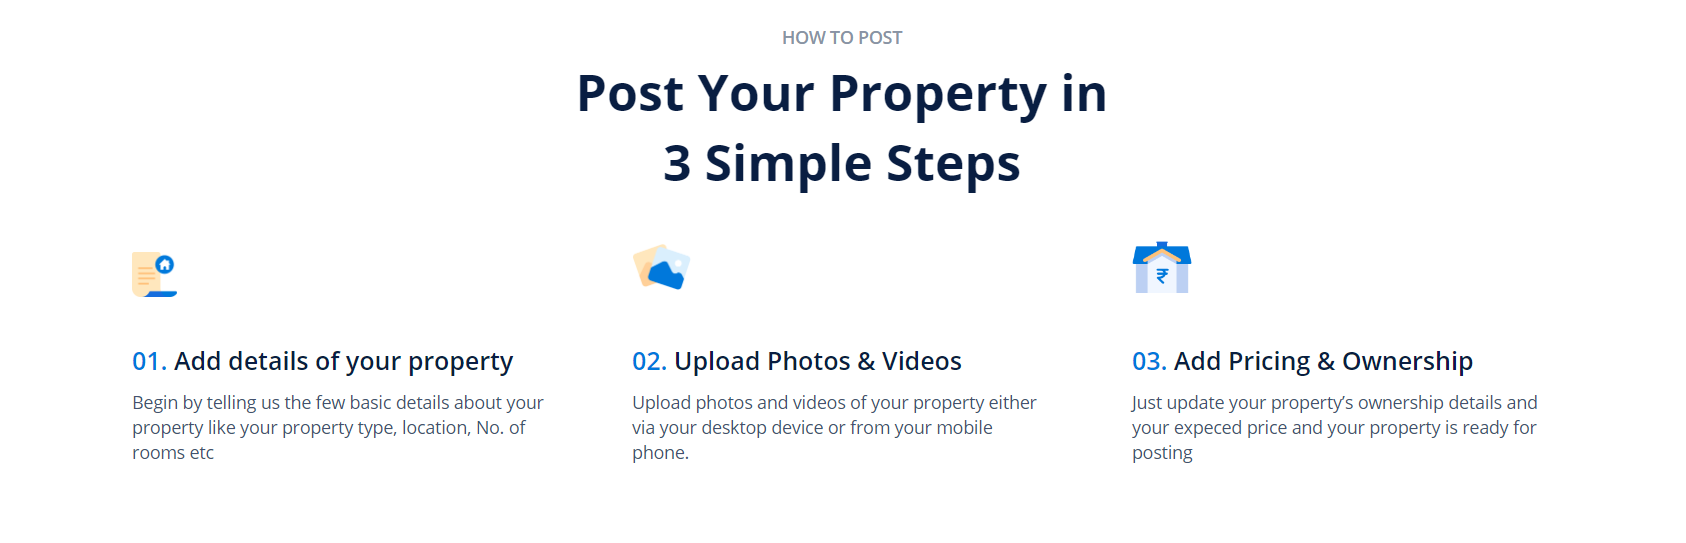 HOW TO POST
Post Your Property in
3 Simple Steps
₹
01. Add details of your property
Begin by telling us the few basic details about your
property like your property type, location, No. of
rooms etc
02. Upload Photos & Videos
Upload photos and videos of your property either
via your desktop device or from your mobile
phone.
03. Add Pricing & Ownership
Just update your property’s ownership details and
your expeced price and your property is ready for
posting